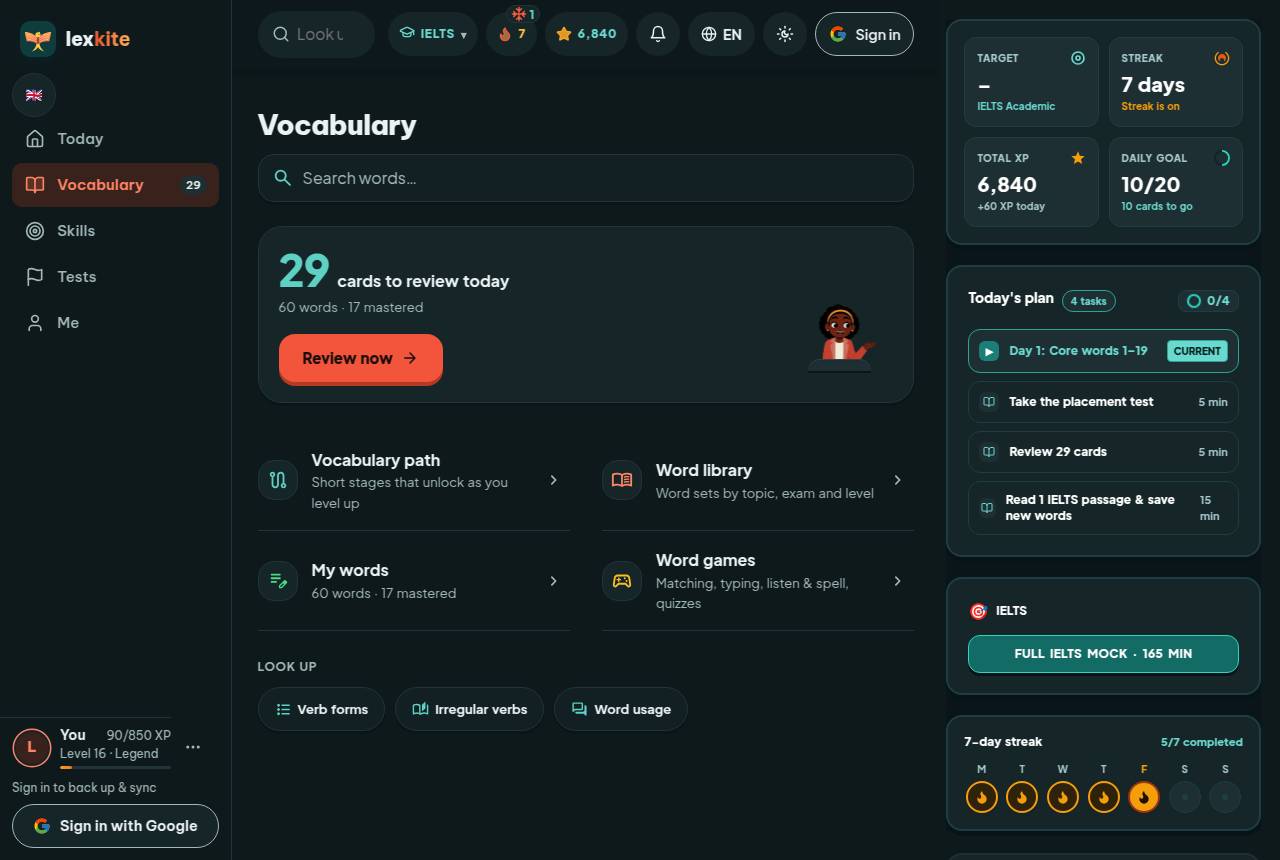 lexkite
Today
Vocabulary 29
Skills
Tests
Me
You 90/850 XP
L
Level 16 · Legend
Sign in to back up & sync
Sign in with Google
Look u
IELTS
1
7
6,840
EN
Sign in
Vocabulary
Search words...
29 cards to review today
60 words · 17 mastered
Review now
Vocabulary path
Short stages that unlock as you
level up
Word library
Word sets by topic, exam and level
My words
60 words · 17 mastered
Word games
Matching, typing, listen & spell,
quizzes
LOOK UP
Verb forms
Irregular verbs
Word usage
TARGET
–
IELTS Academic
STREAK
7 days
Streak is on
TOTAL XP
6,840
+60 XP today
DAILY GOAL
10/20
10 cards to go
Today's plan 4 tasks 0/4
Day 1: Core words 1–19 CURRENT
Take the placement test 5 min
Review 29 cards 5 min
Read 1 IELTS passage & save
new words
15
min
IELTS
FULL IELTS MOCK · 165 MIN
7-day streak 5/7 completed
M T W T F S S